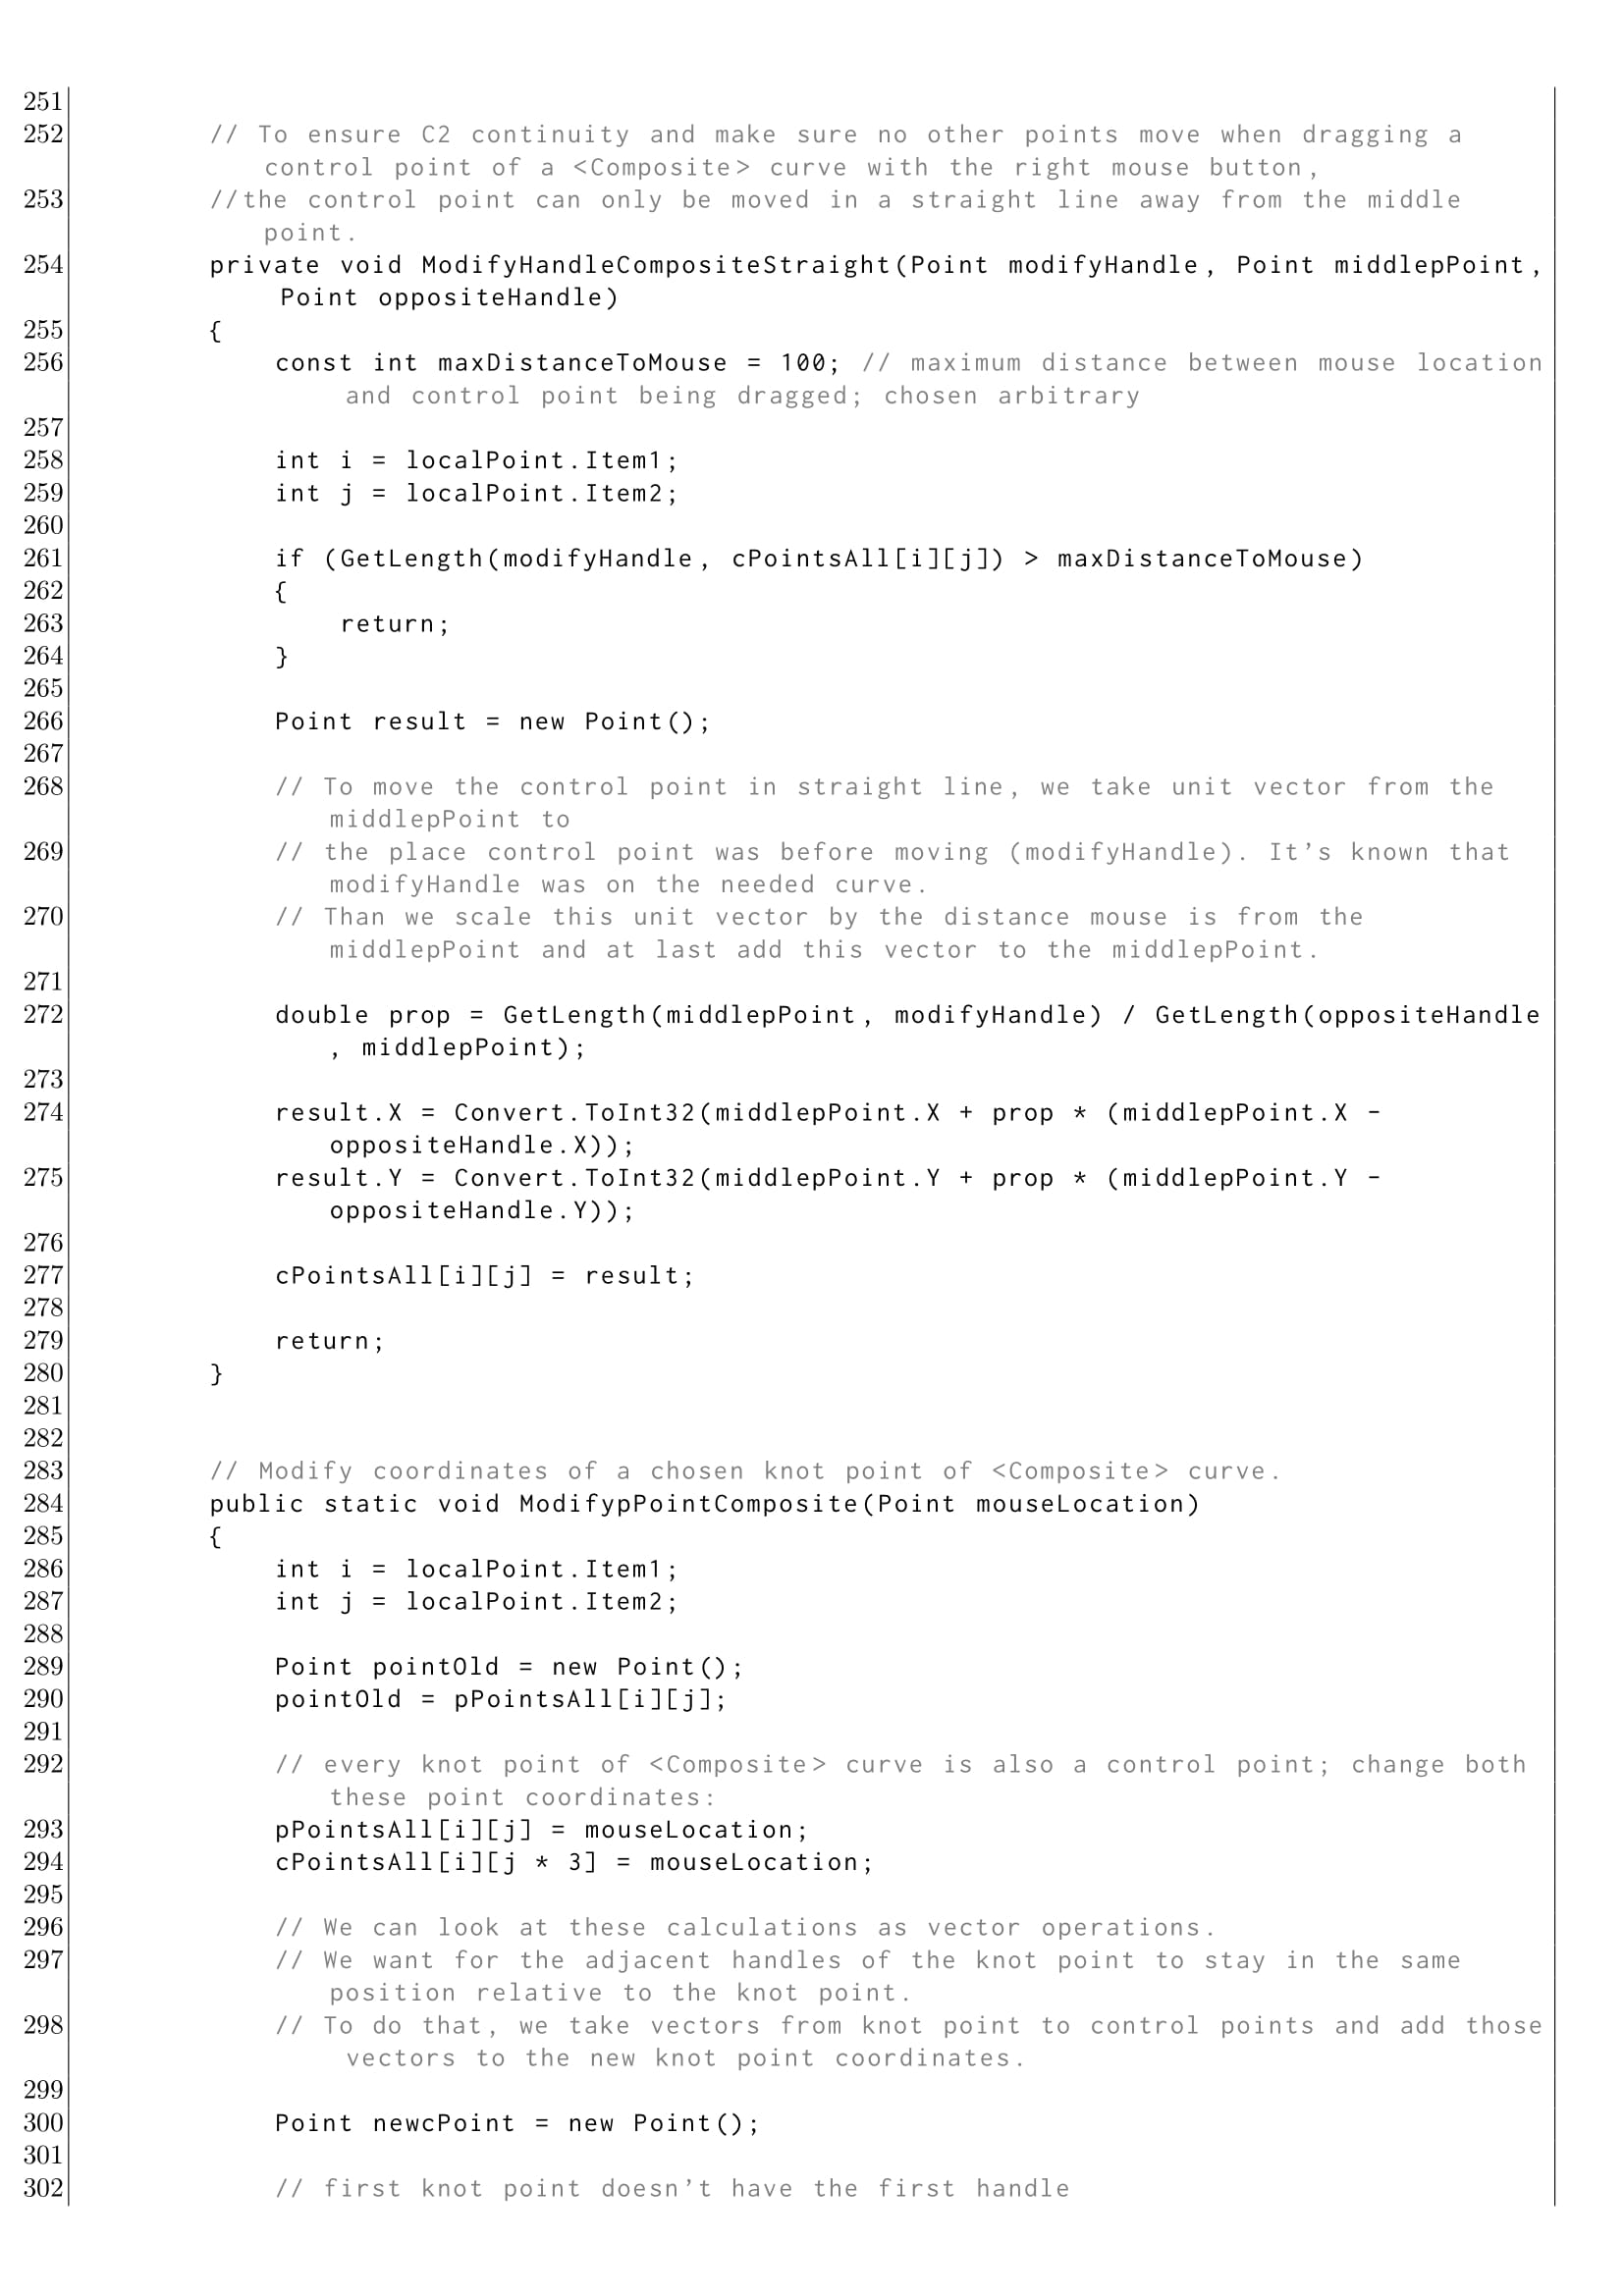 251
252 // To ensure C2 continuity and make sure no other points move when dragging a
control point of a <Composite> curve with the right mouse button,
253 //the control point can only be moved in a straight line away from the middle
point.
254 private void ModifyHandleCompositeStraight(Point modifyHandle, Point middlepPoint,
Point oppositeHandle)
255 {
256 const int maxDistanceToMouse = 100; // maximum distance between mouse location
and control point being dragged; chosen arbitrary
257
258 int i = localPoint.Item1;
259 int j = localPoint.Item2;
260
261 if (GetLength(modifyHandle, cPointsAll[i][j]) > maxDistanceToMouse)
262 {
263 return;
264 }
265
266 Point result = new Point();
267
268 // To move the control point in straight line, we take unit vector from the
middlepPoint to
269 // the place control point was before moving (modifyHandle). It's known that
modifyHandle was on the needed curve.
270 // Than we scale this unit vector by the distance mouse is from the
middlepPoint and at last add this vector to the middlepPoint.
271
272 double prop = GetLength(middlepPoint, modifyHandle) / GetLength(oppositeHandle
, middlepPoint);
273
274 result.X = Convert.ToInt32(middlepPoint.X + prop * (middlepPoint.X -
oppositeHandle.X));
275 result.Y = Convert.ToInt32(middlepPoint.Y + prop * (middlepPoint.Y -
oppositeHandle.Y));
276
277 cPointsAll[i][j] = result;
278
279 return;
280 }
281
282
283 // Modify coordinates of a chosen knot point of <Composite> curve.
284 public static void ModifypPointComposite(Point mouseLocation)
285 {
286 int i = localPoint.Item1;
287 int j = localPoint.Item2;
288
289 Point pointOld = new Point();
290 pointOld = pPointsAll[i][j];
291
292 // every knot point of <Composite> curve is also a control point; change both
these point coordinates:
293 pPointsAll[i][j] = mouseLocation;
294 cPointsAll[i][j * 3] = mouseLocation;
295
296 // We can look at these calculations as vector operations.
297 // We want for the adjacent handles of the knot point to stay in the same
position relative to the knot point.
298 // To do that, we take vectors from knot point to control points and add those
vectors to the new knot point coordinates.
299
300 Point newcPoint = new Point();
301
302 // first knot point doesn't have the first handle